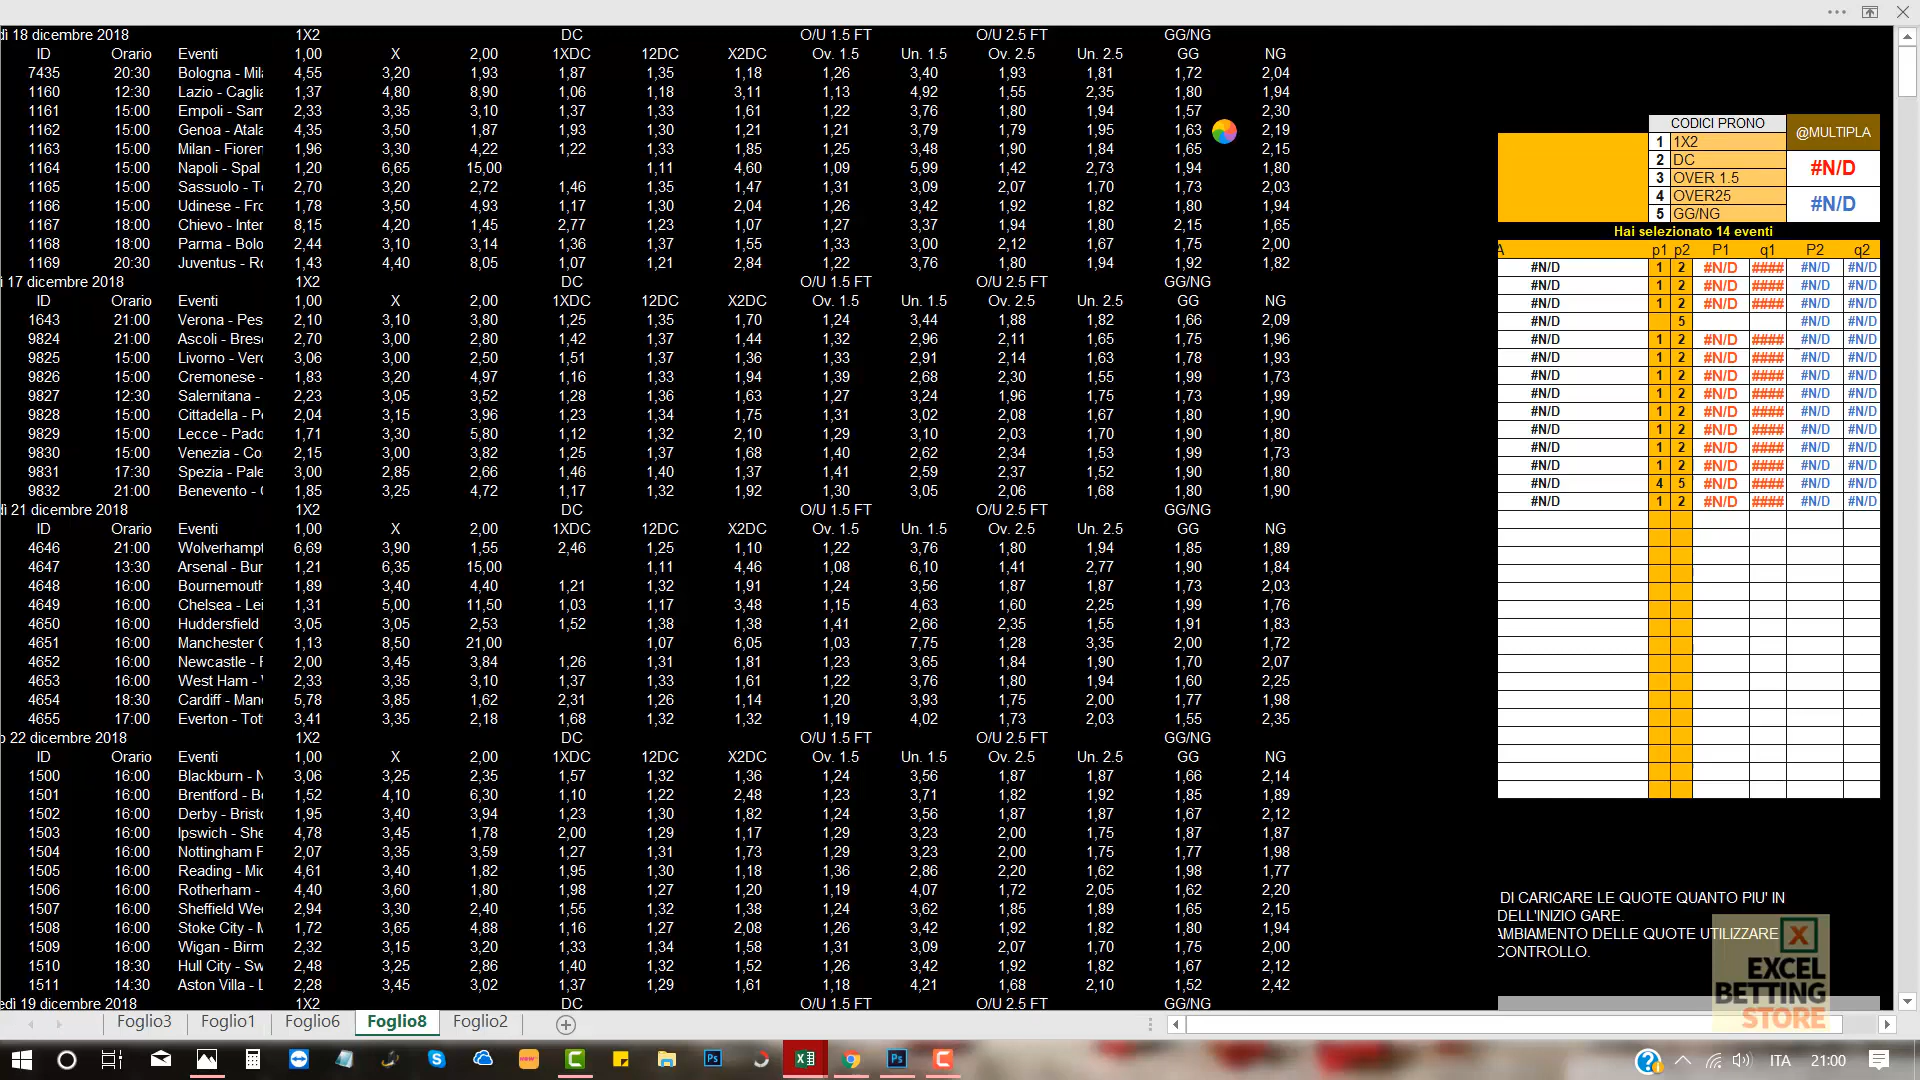 dì 18 dicembre 2018 1X2 DC O/U 1.5 FT O/U 2.5 FT GG/NG
ID Orario Eventi 1,00 X 2,00 1XDC 12DC X2DC Ov. 1.5 Un. 1.5 Ov. 2.5 Un. 2.5 GG NG
7435 20:30 Bologna - Mila 4,55 3,20 1,93 1,87 1,35 1,18 1,26 3,40 1,93 1,81 1,72 2,04
1160 12:30 Lazio - Caglia 1,37 4,80 8,90 1,06 1,18 3,11 1,13 4,92 1,55 2,35 1,80 1,94
1161 15:00 Empoli - Sam 2,33 3,35 3,10 1,37 1,33 1,61 1,22 3,76 1,80 1,94 1,57 2,30
1162 15:00 Genoa - Atala 4,35 3,50 1,87 1,93 1,30 1,21 1,21 3,79 1,79 1,95 1,63 2,19
1163 15:00 Milan - Fioren 1,96 3,30 4,22 1,22 1,33 1,85 1,25 3,48 1,90 1,84 1,65 2,15
1164 15:00 Napoli - Spal 1,20 6,65 15,00 1,11 4,60 1,09 5,99 1,42 2,73 1,94 1,80
1165 15:00 Sassuolo - To 2,70 3,20 2,72 1,46 1,35 1,47 1,31 3,09 2,07 1,70 1,73 2,03
1166 15:00 Udinese - Fro 1,78 3,50 4,93 1,17 1,30 2,04 1,26 3,42 1,92 1,82 1,80 1,94
1167 18:00 Chievo - Inter 8,15 4,20 1,45 2,77 1,23 1,07 1,27 3,37 1,94 1,80 2,15 1,65
1168 18:00 Parma - Bolo 2,44 3,10 3,14 1,36 1,37 1,55 1,33 3,00 2,12 1,67 1,75 2,00
1169 20:30 Juventus - Ro 1,43 4,40 8,05 1,07 1,21 2,84 1,22 3,76 1,80 1,94 1,92 1,82
ì 17 dicembre 2018 1X2 DC O/U 1.5 FT O/U 2.5 FT GG/NG
ID Orario Eventi 1,00 X 2,00 1XDC 12DC X2DC Ov. 1.5 Un. 1.5 Ov. 2.5 Un. 2.5 GG NG
1643 21:00 Verona - Pes 2,10 3,10 3,80 1,25 1,35 1,70 1,24 3,44 1,88 1,82 1,66 2,09
9824 21:00 Ascoli - Bresc 2,70 3,00 2,80 1,42 1,37 1,44 1,32 2,96 2,11 1,65 1,75 1,96
9825 15:00 Livorno - Verc 3,06 3,00 2,50 1,51 1,37 1,36 1,33 2,91 2,14 1,63 1,78 1,93
9826 15:00 Cremonese - 1,83 3,20 4,97 1,16 1,33 1,94 1,39 2,68 2,30 1,55 1,99 1,73
9827 12:30 Salernitana - 2,23 3,05 3,52 1,28 1,36 1,63 1,27 3,24 1,96 1,75 1,73 1,99
9828 15:00 Cittadella - Pe 2,04 3,15 3,96 1,23 1,34 1,75 1,31 3,02 2,08 1,67 1,80 1,90
9829 15:00 Lecce - Pado 1,71 3,30 5,80 1,12 1,32 2,10 1,29 3,10 2,03 1,70 1,90 1,80
9830 15:00 Venezia - Co 2,15 3,00 3,82 1,25 1,37 1,68 1,40 2,62 2,34 1,53 1,99 1,73
9831 17:30 Spezia - Pale 3,00 2,85 2,66 1,46 1,40 1,37 1,41 2,59 2,37 1,52 1,90 1,80
9832 21:00 Benevento - 1,85 3,25 4,72 1,17 1,32 1,92 1,30 3,05 2,06 1,68 1,80 1,90
dì 21 dicembre 2018 1X2 DC O/U 1.5 FT O/U 2.5 FT GG/NG
ID Orario Eventi 1,00 X 2,00 1XDC 12DC X2DC Ov. 1.5 Un. 1.5 Ov. 2.5 Un. 2.5 GG NG
4646 21:00 Wolverhampt 6,69 3,90 1,55 2,46 1,25 1,10 1,22 3,76 1,80 1,94 1,85 1,89
4647 13:30 Arsenal - Bur 1,21 6,35 15,00 1,11 4,46 1,08 6,10 1,41 2,77 1,90 1,84
4648 16:00 Bournemouth 1,89 3,40 4,40 1,21 1,32 1,91 1,24 3,56 1,87 1,87 1,73 2,03
4649 16:00 Chelsea - Lei 1,31 5,00 11,50 1,03 1,17 3,48 1,15 4,63 1,60 2,25 1,99 1,76
4650 16:00 Huddersfield 3,05 3,05 2,53 1,52 1,38 1,38 1,41 2,66 2,35 1,55 1,91 1,83
4651 16:00 Manchester C 1,13 8,50 21,00 1,07 6,05 1,03 7,75 1,28 3,35 2,00 1,72
4652 16:00 Newcastle - F 2,00 3,45 3,84 1,26 1,31 1,81 1,23 3,65 1,84 1,90 1,70 2,07
4653 16:00 West Ham - 2,33 3,35 3,10 1,37 1,33 1,61 1,22 3,76 1,80 1,94 1,60 2,25
4654 18:30 Cardiff - Manc 5,78 3,85 1,62 2,31 1,26 1,14 1,20 3,93 1,75 2,00 1,77 1,98
4655 17:00 Everton - Tott 3,41 3,35 2,18 1,68 1,32 1,32 1,19 4,02 1,73 2,03 1,55 2,35
o 22 dicembre 2018 1X2 DC O/U 1.5 FT O/U 2.5 FT GG/NG
ID Orario Eventi 1,00 X 2,00 1XDC 12DC X2DC Ov. 1.5 Un. 1.5 Ov. 2.5 Un. 2.5 GG NG
1500 16:00 Blackburn - N 3,06 3,25 2,35 1,57 1,32 1,36 1,24 3,56 1,87 1,87 1,66 2,14
1501 16:00 Brentford - Bo 1,52 4,10 6,30 1,10 1,22 2,48 1,23 3,71 1,82 1,92 1,85 1,89
1502 16:00 Derby - Bristo 1,95 3,40 3,94 1,23 1,30 1,82 1,24 3,56 1,87 1,87 1,67 2,12
1503 16:00 Ipswich - She 4,78 3,45 1,78 2,00 1,29 1,17 1,29 3,23 2,00 1,75 1,87 1,87
1504 16:00 Nottingham F 2,07 3,35 3,59 1,27 1,31 1,73 1,29 3,23 2,00 1,75 1,77 1,98
1505 16:00 Reading - Mid 4,61 3,40 1,82 1,95 1,30 1,18 1,36 2,86 2,20 1,62 1,98 1,77
1506 16:00 Rotherham - 4,40 3,60 1,80 1,98 1,27 1,20 1,19 4,07 1,72 2,05 1,62 2,20
1507 16:00 Sheffield Wed 2,94 3,30 2,40 1,55 1,32 1,38 1,24 3,62 1,85 1,89 1,65 2,15
1508 16:00 Stoke City - M 1,72 3,65 4,88 1,16 1,27 2,08 1,26 3,42 1,92 1,82 1,80 1,94
1509 16:00 Wigan - Birm 2,32 3,15 3,20 1,33 1,34 1,58 1,31 3,09 2,07 1,70 1,75 2,00
1510 18:30 Hull City - Sw 2,48 3,25 2,86 1,40 1,32 1,52 1,26 3,42 1,92 1,82 1,67 2,12
1511 14:30 Aston Villa - L 2,28 3,45 3,02 1,37 1,29 1,61 1,18 4,21 1,68 2,10 1,52 2,42
edì 19 dicembre 2018 1X2 DC O/U 1.5 FT O/U 2.5 FT GG/NG
CODICI PRONO @MULTIPLA
1 1X2
2 DC #N/D
3 OVER 1.5
4 OVER25 #N/D
5 GG/NG
Hai selezionato 14 eventi
A p1 p2 P1 q1 P2 q2
#N/D 1 2 #N/D #### #N/D #N/D
#N/D 1 2 #N/D #### #N/D #N/D
#N/D 1 2 #N/D #### #N/D #N/D
#N/D 5 #N/D #N/D
#N/D 1 2 #N/D #### #N/D #N/D
#N/D 1 2 #N/D #### #N/D #N/D
#N/D 1 2 #N/D #### #N/D #N/D
#N/D 1 2 #N/D #### #N/D #N/D
#N/D 1 2 #N/D #### #N/D #N/D
#N/D 1 2 #N/D #### #N/D #N/D
#N/D 1 2 #N/D #### #N/D #N/D
#N/D 1 2 #N/D #### #N/D #N/D
#N/D 4 5 #N/D #### #N/D #N/D
#N/D 1 2 #N/D #### #N/D #N/D
DI CARICARE LE QUOTE QUANTO PIU' IN
DELL'INIZIO GARE.
AMBIAMENTO DELLE QUOTE UTILIZZARE
CONTROLLO.
X
EXCEL
BETTING
STORE
Foglio3 Foglio1 Foglio6 Foglio8 Foglio2
ITA 21:00